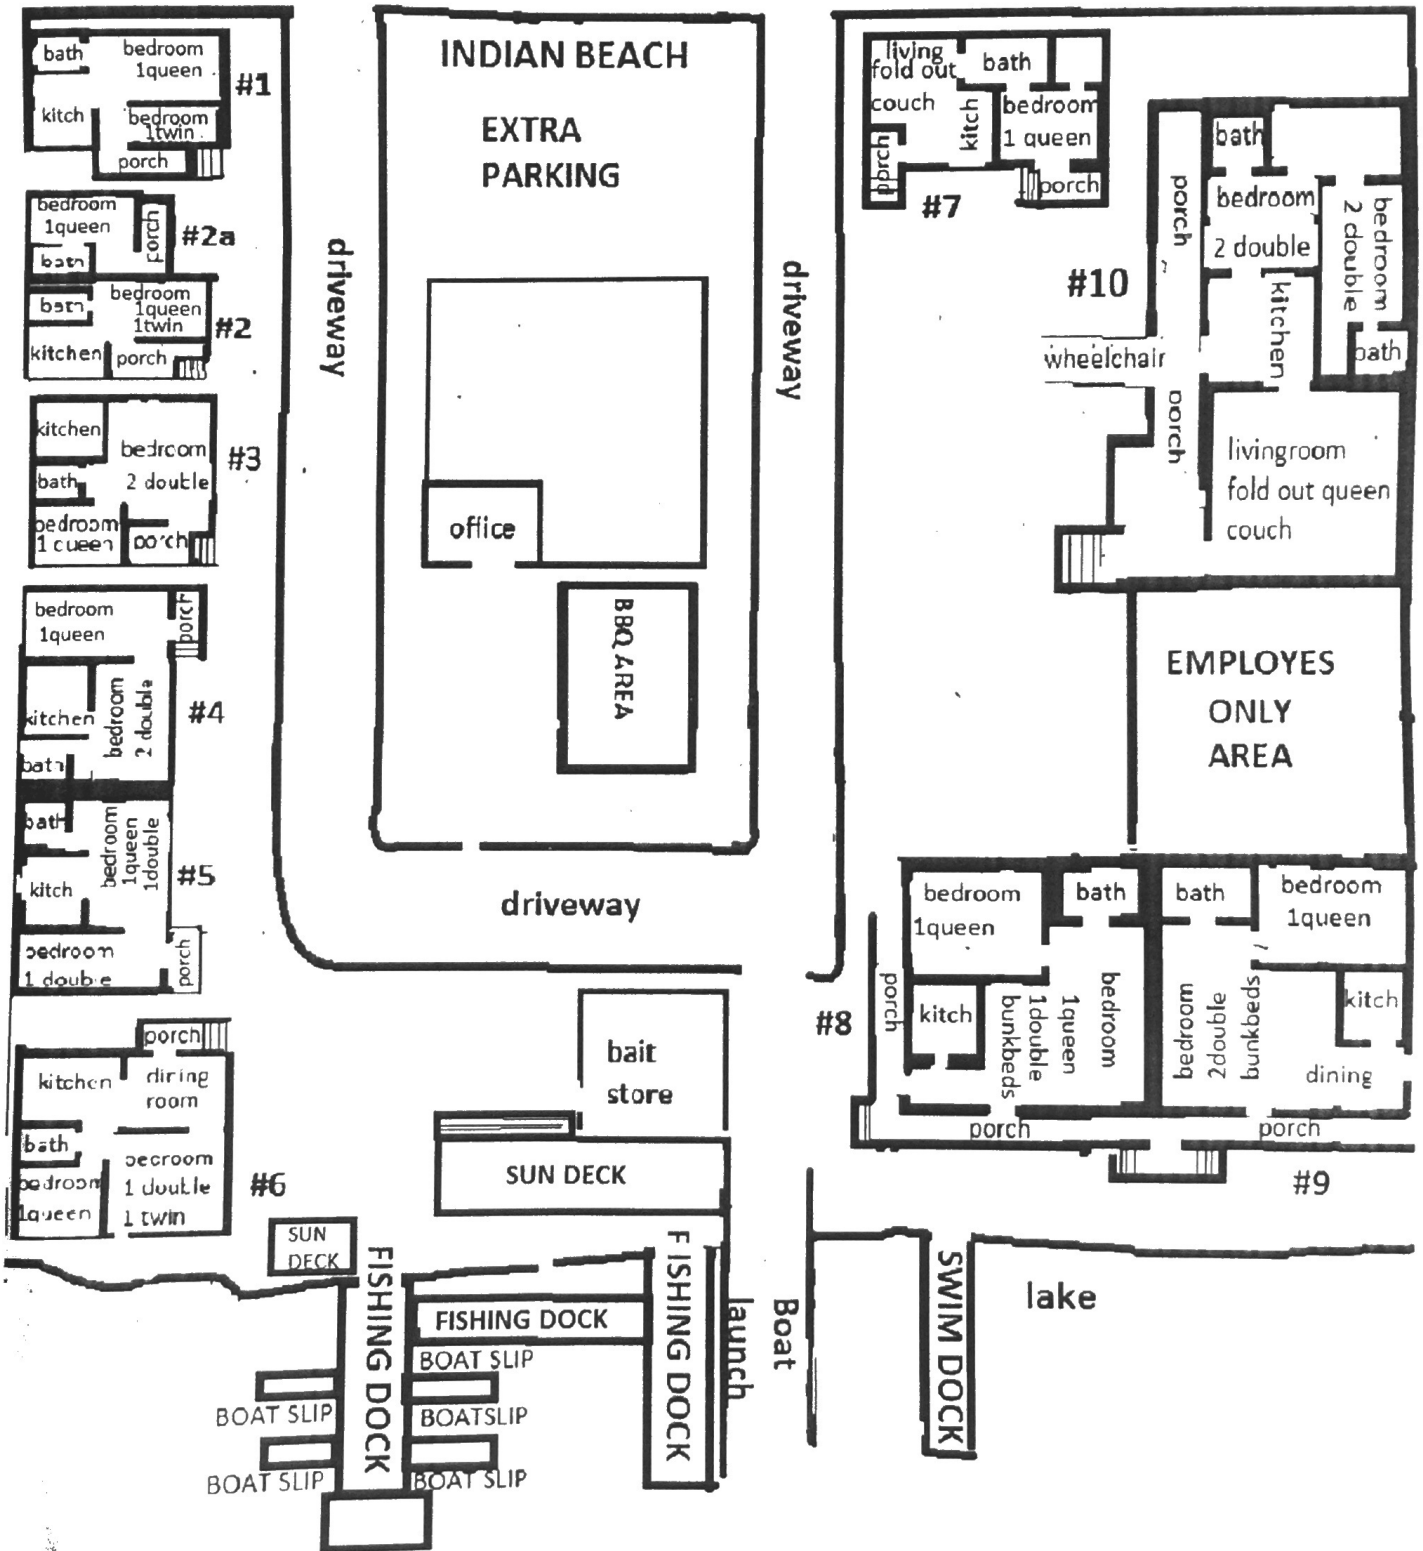 bath
bedroom
1queen
#1
kitch
bedroom
1twin
porch
bedroom
1queen
porch
#2a
bath
bath
bedroom
1queen
1twin
#2
kitchen
porch
kitchen
bedroom
2 double
#3
bath
bedroom
1 queen
porch
bedroom
1queen
porch
kitchen
bedroom
2 double
#4
bath
bath
bedroom
1queen
1double
#5
kitch
bedroom
1 double
porch
porch
kitchen
dining
room
bath
bedroom
1queen
bedroom
1 double
1 twin
#6
driveway
INDIAN BEACH
EXTRA
PARKING
office
BBQ AREA
driveway
driveway
living
fold out
couch
bath
kitch
bedroom
1 queen
porch
porch
#7
porch
bath
bedroom
2 double
bedroom
2 double
#10
kitchen
bath
wheelchair
porch
livingroom
fold out queen
couch
EMPLOYES
ONLY
AREA
bedroom
1queen
bath
porch
#8
kitch
bedroom
1queen
1double
bunkbeds
porch
bath
bedroom
1queen
bedroom
2double
bunkbeds
kitch
dining
porch
#9
bait
store
SUN DECK
SUN
DECK
FISHING DOCK
FISHING DOCK
FISHING DOCK
BOAT SLIP
BOAT SLIP
BOATSLIP
BOAT SLIP
BOAT SLIP
Boat
launch
SWIM DOCK
lake